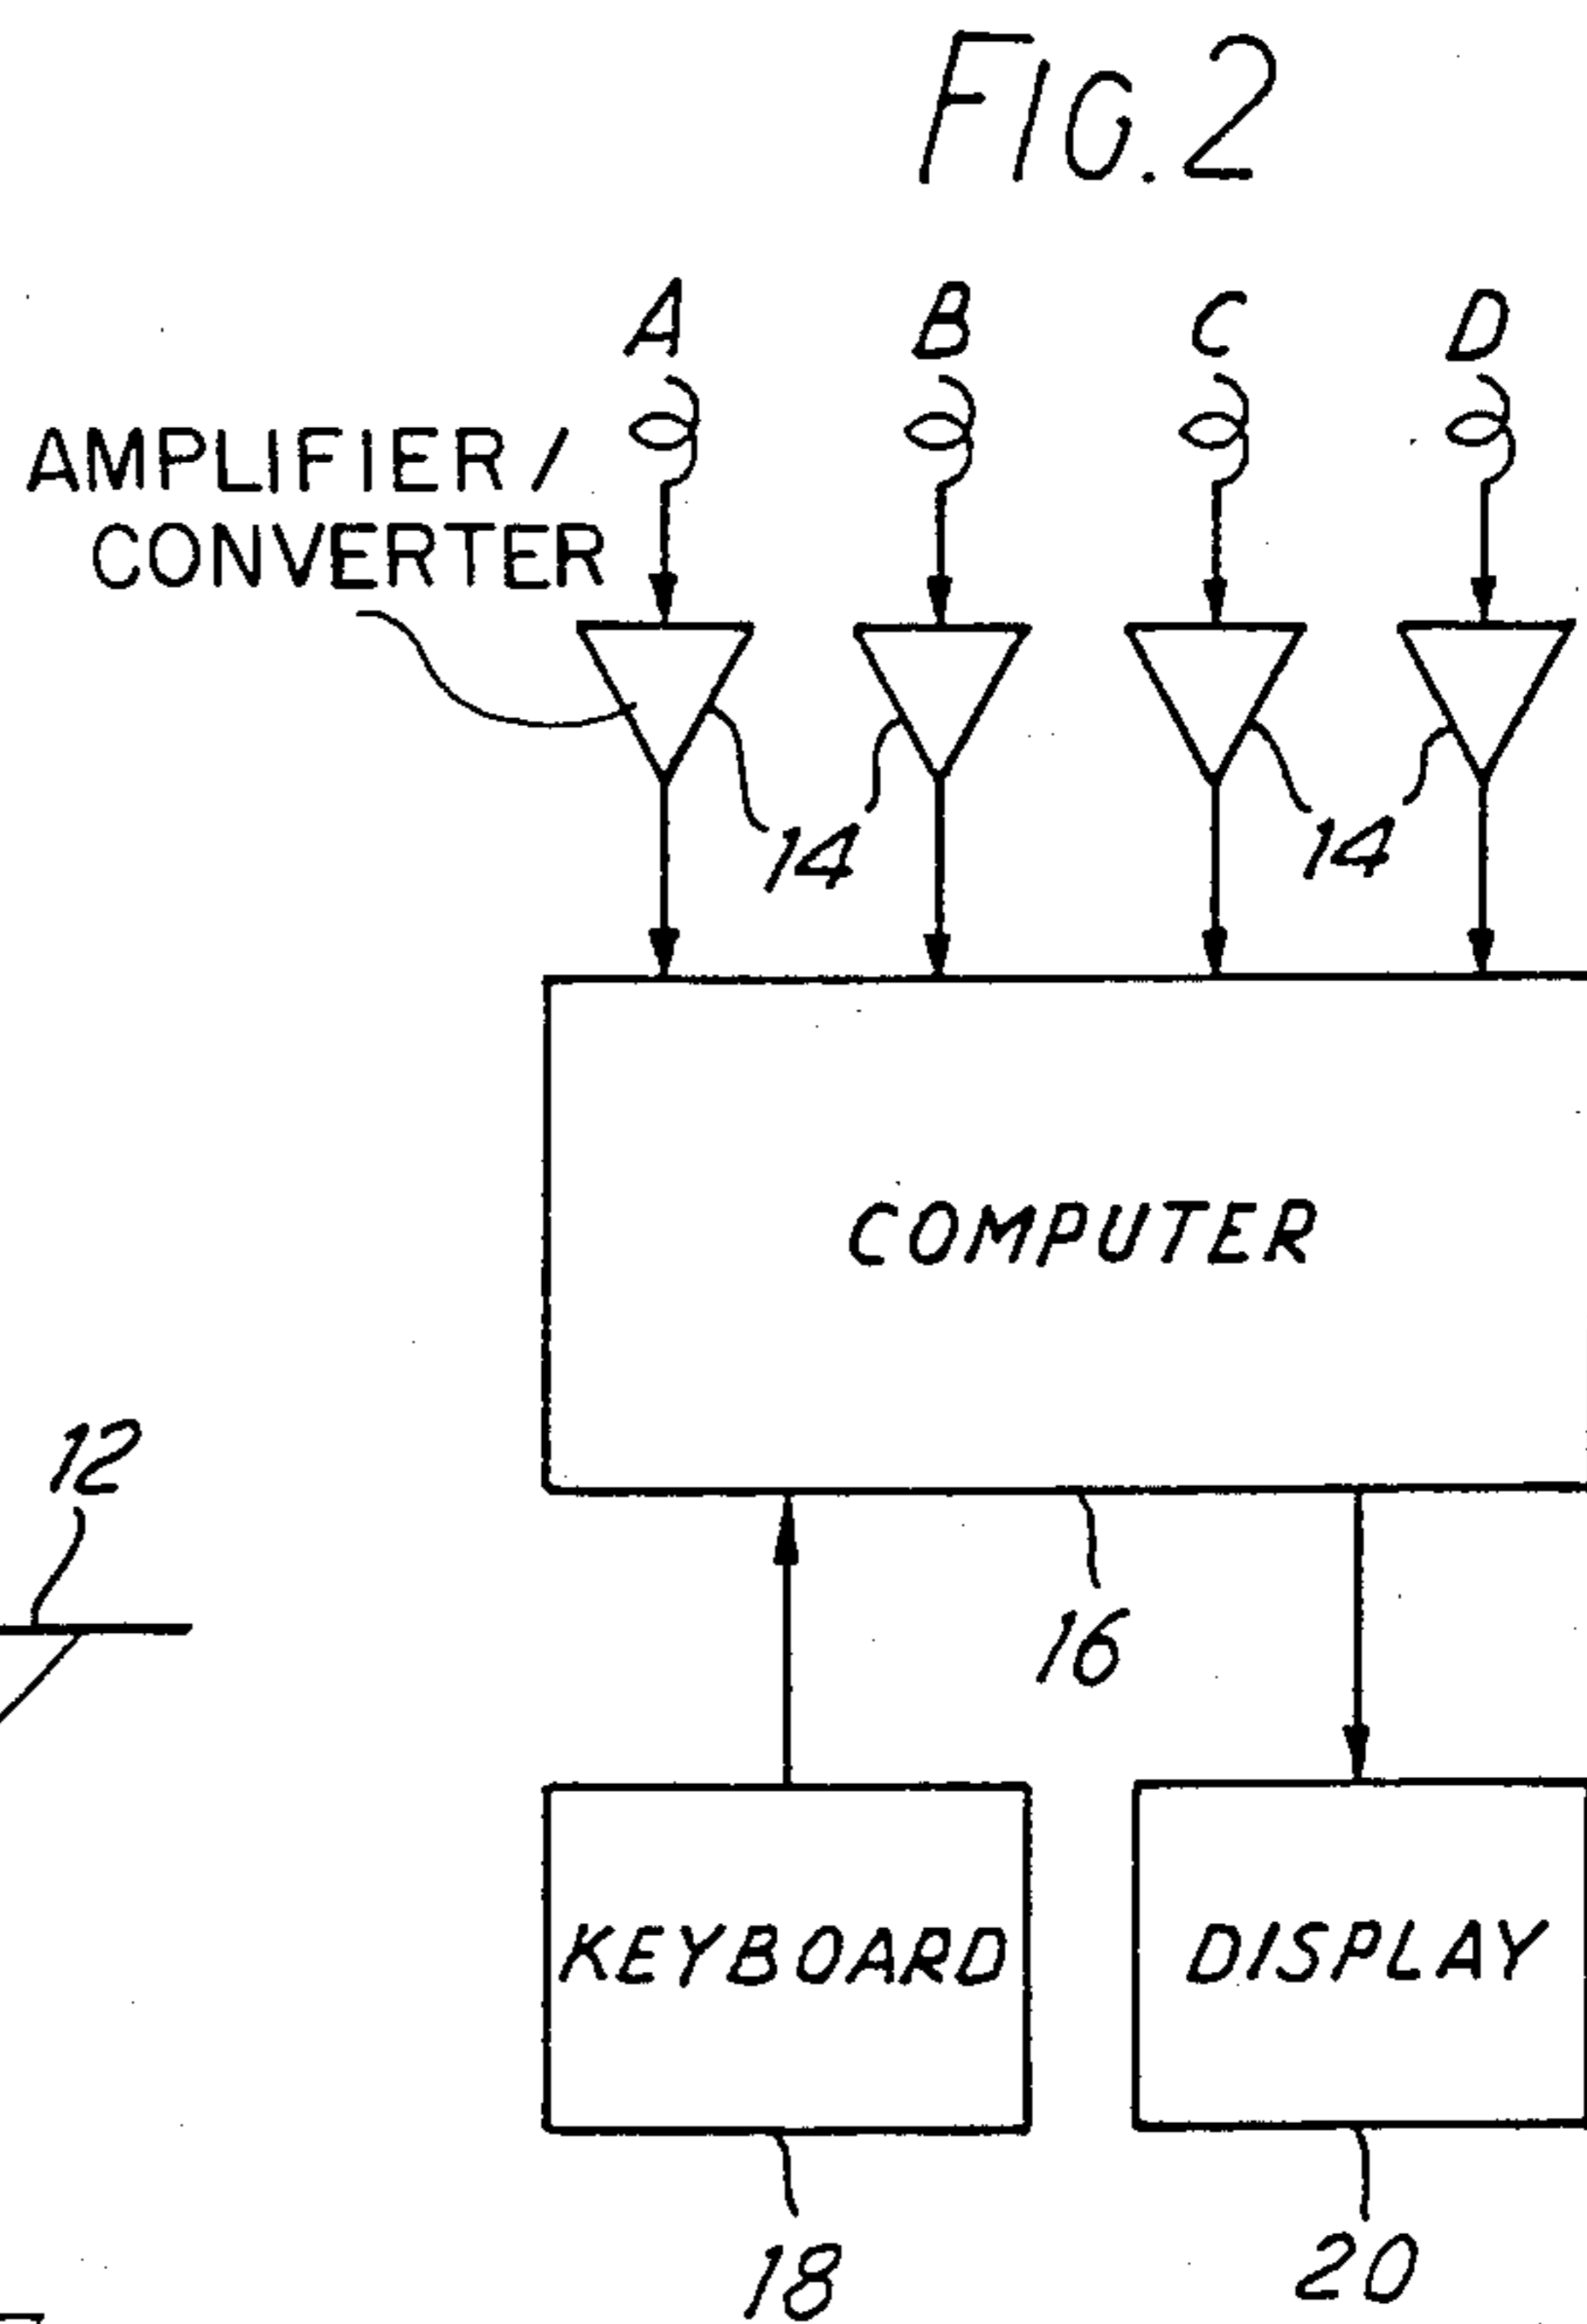 FIG. 2
A B C D
AMPLIFIER /
CONVERTER
14 14
COMPUTER
12
16
KEYBOARD DISPLAY
18 20